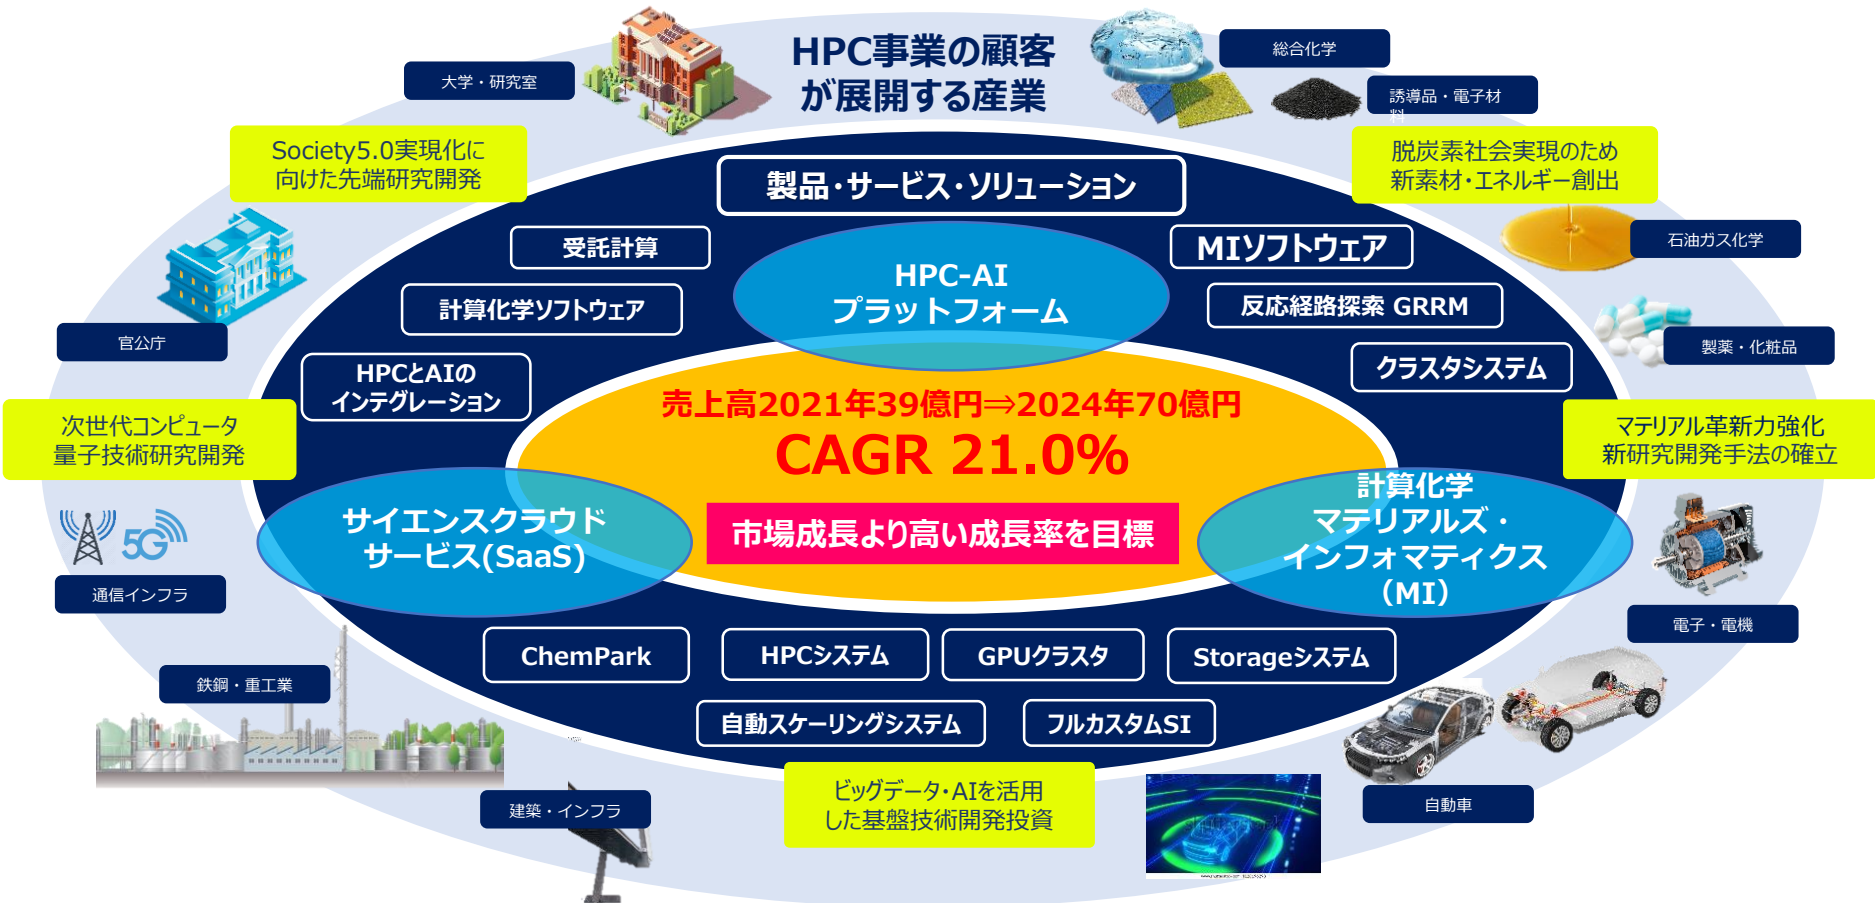 HPC事業の顧客
が展開する産業
大学・研究室
総合化学
誘導品・電子材
料
Society5.0実現化に
向けた先端研究開発
脱炭素社会実現のため
新素材・エネルギー創出
製品・サービス・ソリューション
受託計算
MIソフトウェア
石油ガス化学
HPC-AI
プラットフォーム
計算化学ソフトウェア
反応経路探索 GRRM
官公庁
製薬・化粧品
HPCとAIの
インテグレーション
クラスタシステム
売上高2021年39億円⇒2024年70億円
CAGR 21.0%
次世代コンピュータ
量子技術研究開発
マテリアル革新力強化
新研究開発手法の確立
サイエンスクラウド
サービス(SaaS)
市場成長より高い成長率を目標
計算化学
マテリアルズ・
インフォマティクス
（MI）
5G
通信インフラ
電子・電機
ChemPark
HPCシステム
GPUクラスタ
Storageシステム
鉄鋼・重工業
自動スケーリングシステム
フルカスタムSI
ビッグデータ・AIを活用
した基盤技術開発投資
建築・インフラ
自動車